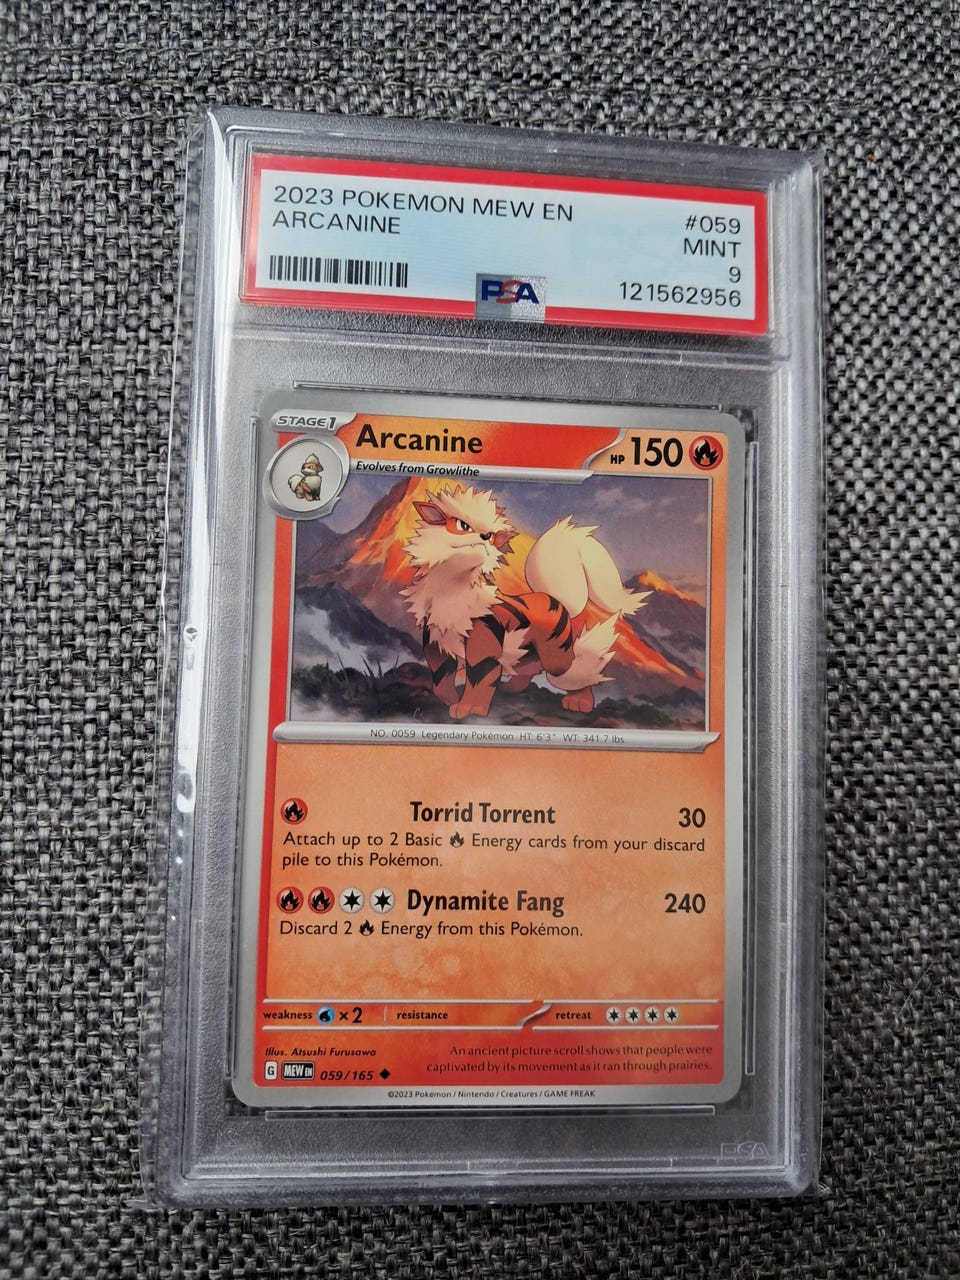 2023 POKEMON MEW EN
#059
ARCANINE
MINT
9
PSA
121562956
STAGE 1
Arcanine
HP 150
Evolves from Growlithe
NO. 0059 Legendary Pokémon HT: 6'3" WT: 341.7 lbs.
Torrid Torrent 30
Attach up to 2 Basic Energy cards from your discard
pile to this Pokémon.
Dynamite Fang 240
Discard 2 Energy from this Pokémon.
weakness ×2 resistance retreat
Illus. Atsushi Furusawa
An ancient picture scroll shows that people were
captivated by its movement as it ran through prairies.
G MEW EN 059/165
©2023 Pokémon / Nintendo / Creatures / GAME FREAK
PSA